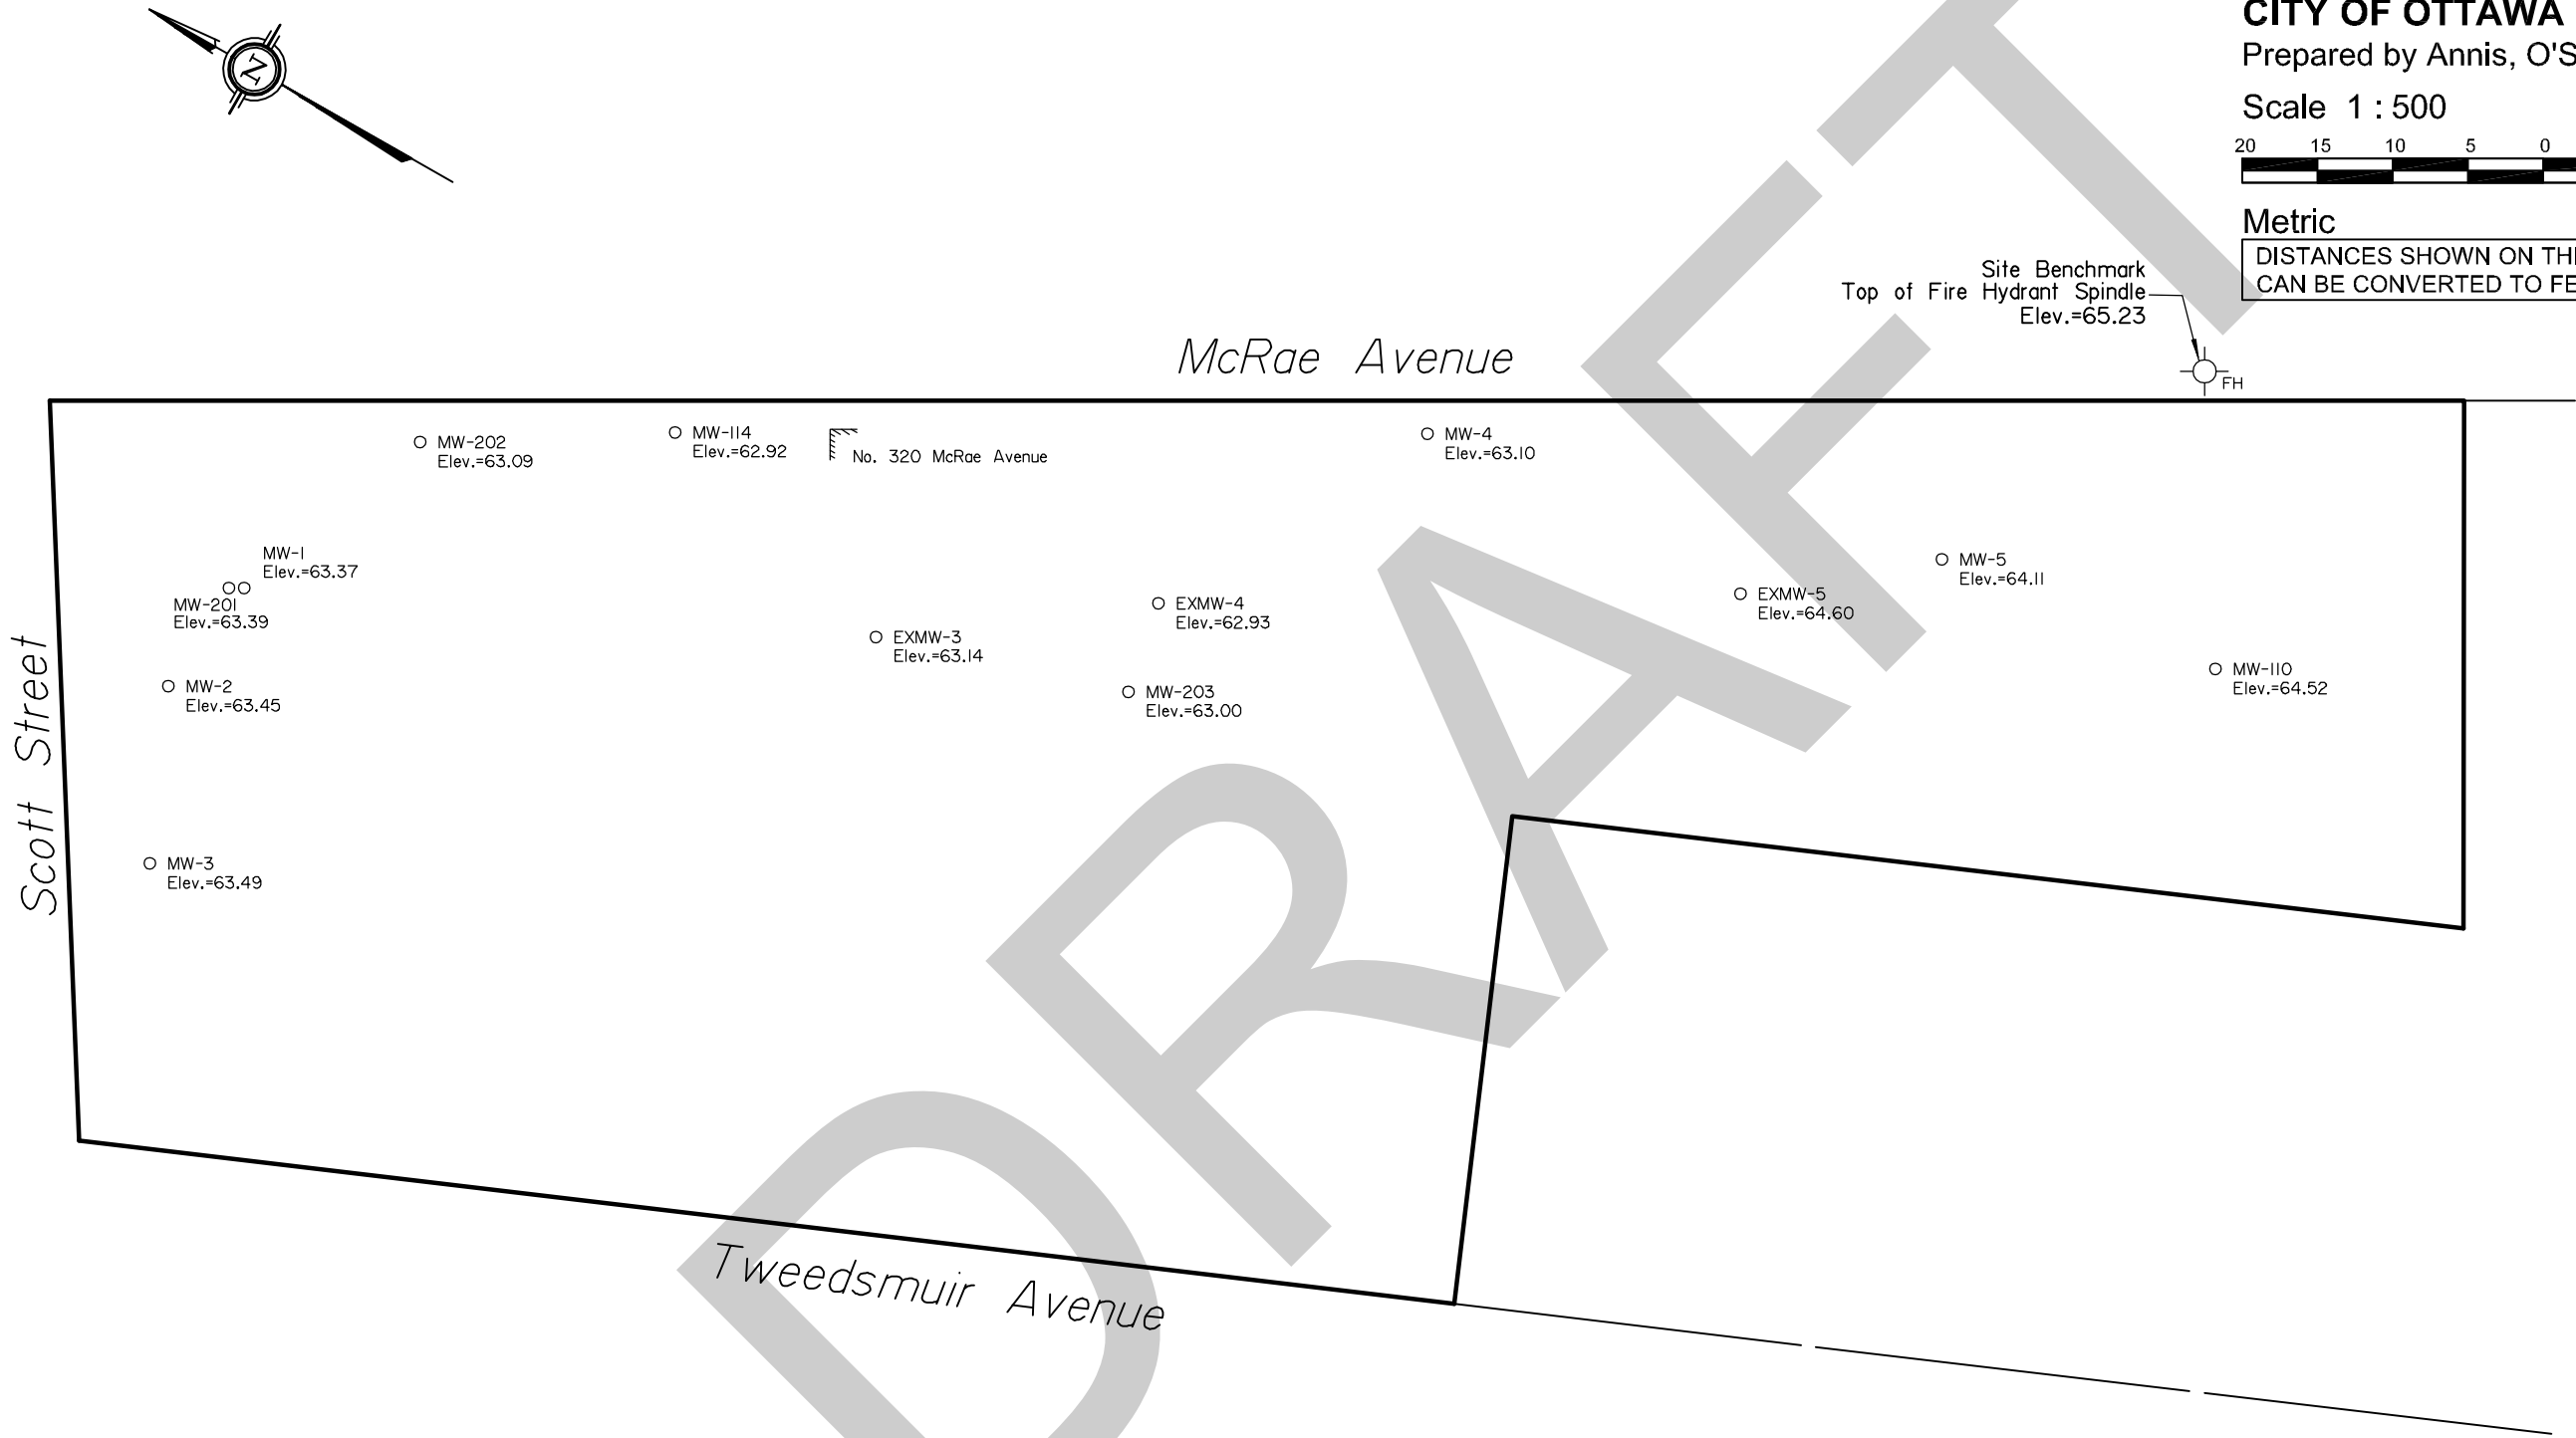 N
CITY OF OTTAWA
Prepared by Annis, O'S
Scale 1 : 500
20 15 10 5 0
Metric
DISTANCES SHOWN ON TH
CAN BE CONVERTED TO FE
Site Benchmark
Top of Fire Hydrant Spindle
Elev.=65.23
FH
McRae Avenue
MW-202
Elev.=63.09
MW-114
Elev.=62.92
No. 320 McRae Avenue
MW-4
Elev.=63.10
MW-1
Elev.=63.37
MW-201
Elev.=63.39
EXMW-4
Elev.=62.93
EXMW-5
Elev.=64.60
MW-5
Elev.=64.11
EXMW-3
Elev.=63.14
MW-2
Elev.=63.45
MW-203
Elev.=63.00
MW-110
Elev.=64.52
Scott Street
MW-3
Elev.=63.49
Tweedsmuir Avenue
DRAFT